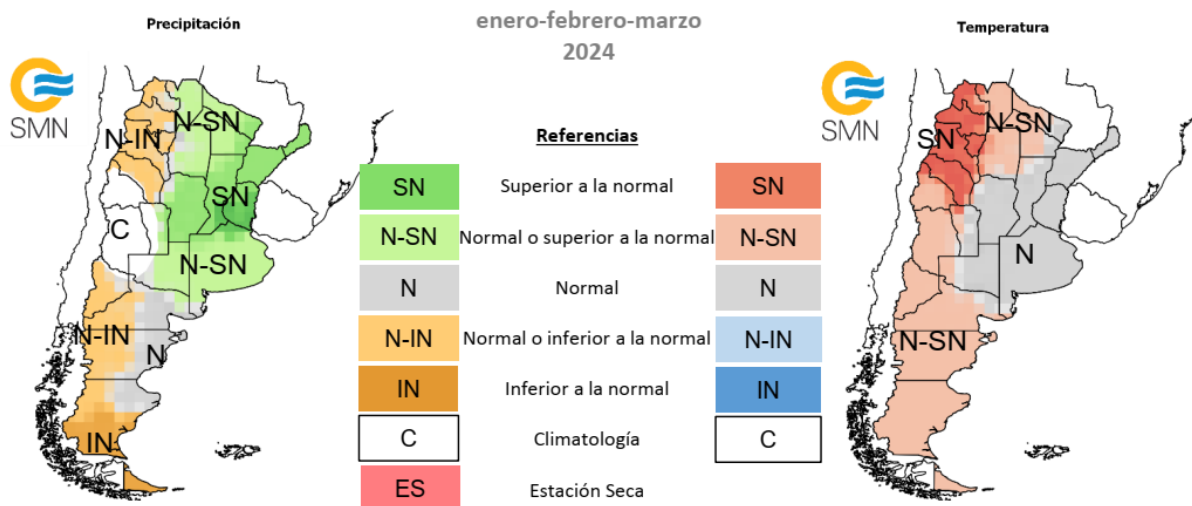 enero-febrero-marzo
2024
Precipitación
SMN
N-IN
N-SN
SN
C
N-SN
N-IN
N
IN
Referencias
SN Superior a la normal SN
N-SN Normal o superior a la normal N-SN
N Normal N
N-IN Normal o inferior a la normal N-IN
IN Inferior a la normal IN
C Climatología C
ES Estación Seca
Temperatura
SMN
SN
N-SN
N
N-SN